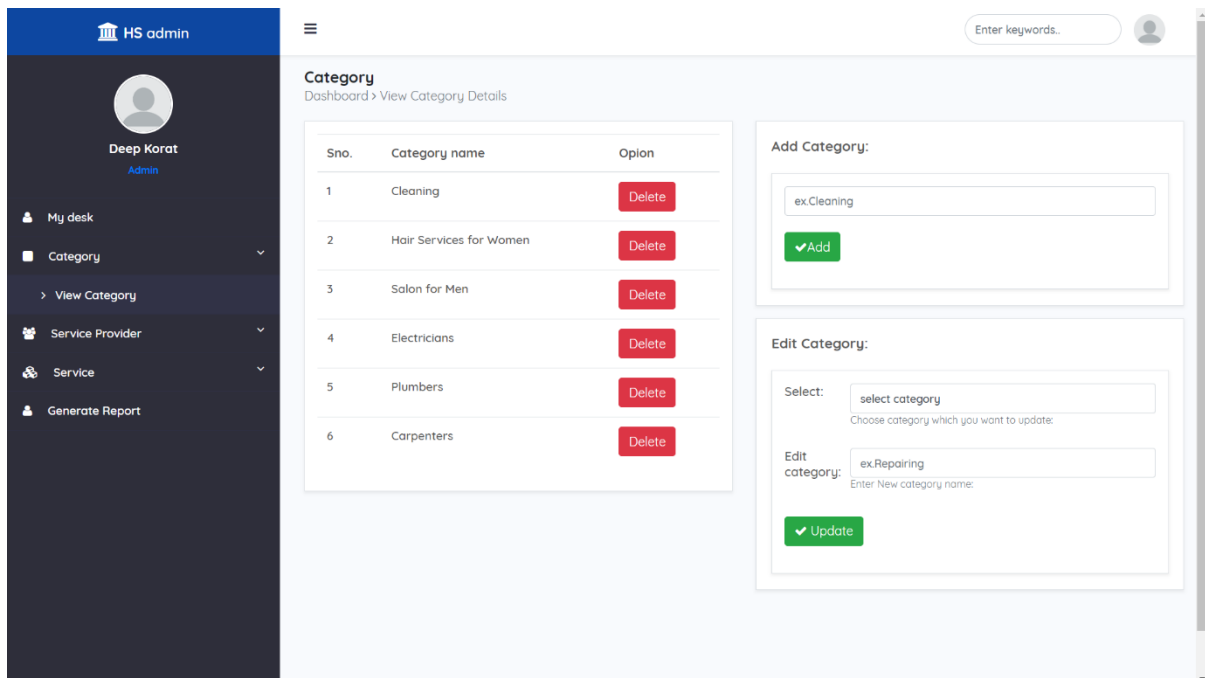 HS admin
Enter keywords..
Deep Korat
Admin
My desk
Category
View Category
Service Provider
Service
Generate Report
Category
Dashboard > View Category Details
Sno. Category name Opion
1 Cleaning Delete
2 Hair Services for Women Delete
3 Salon for Men Delete
4 Electricians Delete
5 Plumbers Delete
6 Carpenters Delete
Add Category:
ex.Cleaning
Add
Edit Category:
Select: select category
Choose category which you want to update:
Edit
category: ex.Repairing
Enter New category name:
Update